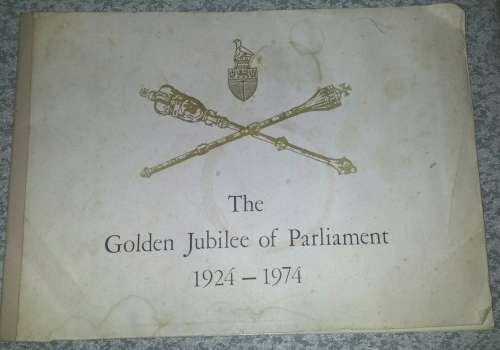 The
Golden Jubilee of Parliament
1924 – 1974